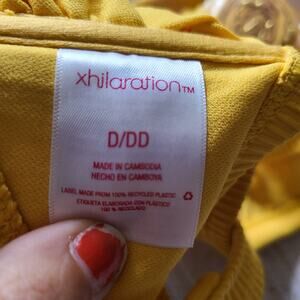 xhilaration™
D/DD
MADE IN CAMBODIA
HECHO EN CAMBOYA
LABEL MADE FROM 100% RECYCLED PLASTIC
ETIQUETA ELABORADA CON PLÁSTICO
100 % RECICLADO